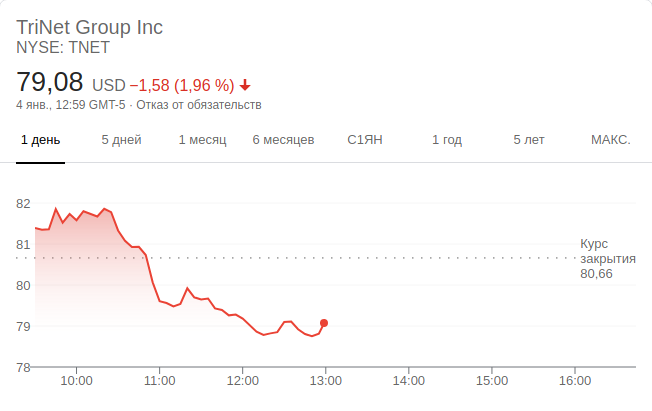 TriNet Group Inc
NYSE: TNET
79,08 USD −1,58 (1,96 %)
4 янв., 12:59 GMT-5 · Отказ от обязательств
1 день 5 дней 1 месяц 6 месяцев С1ЯН 1 год 5 лет МАКС.
82
81
80
79
78
Курс
закрытия
80,66
10:00 11:00 12:00 13:00 14:00 15:00 16:00